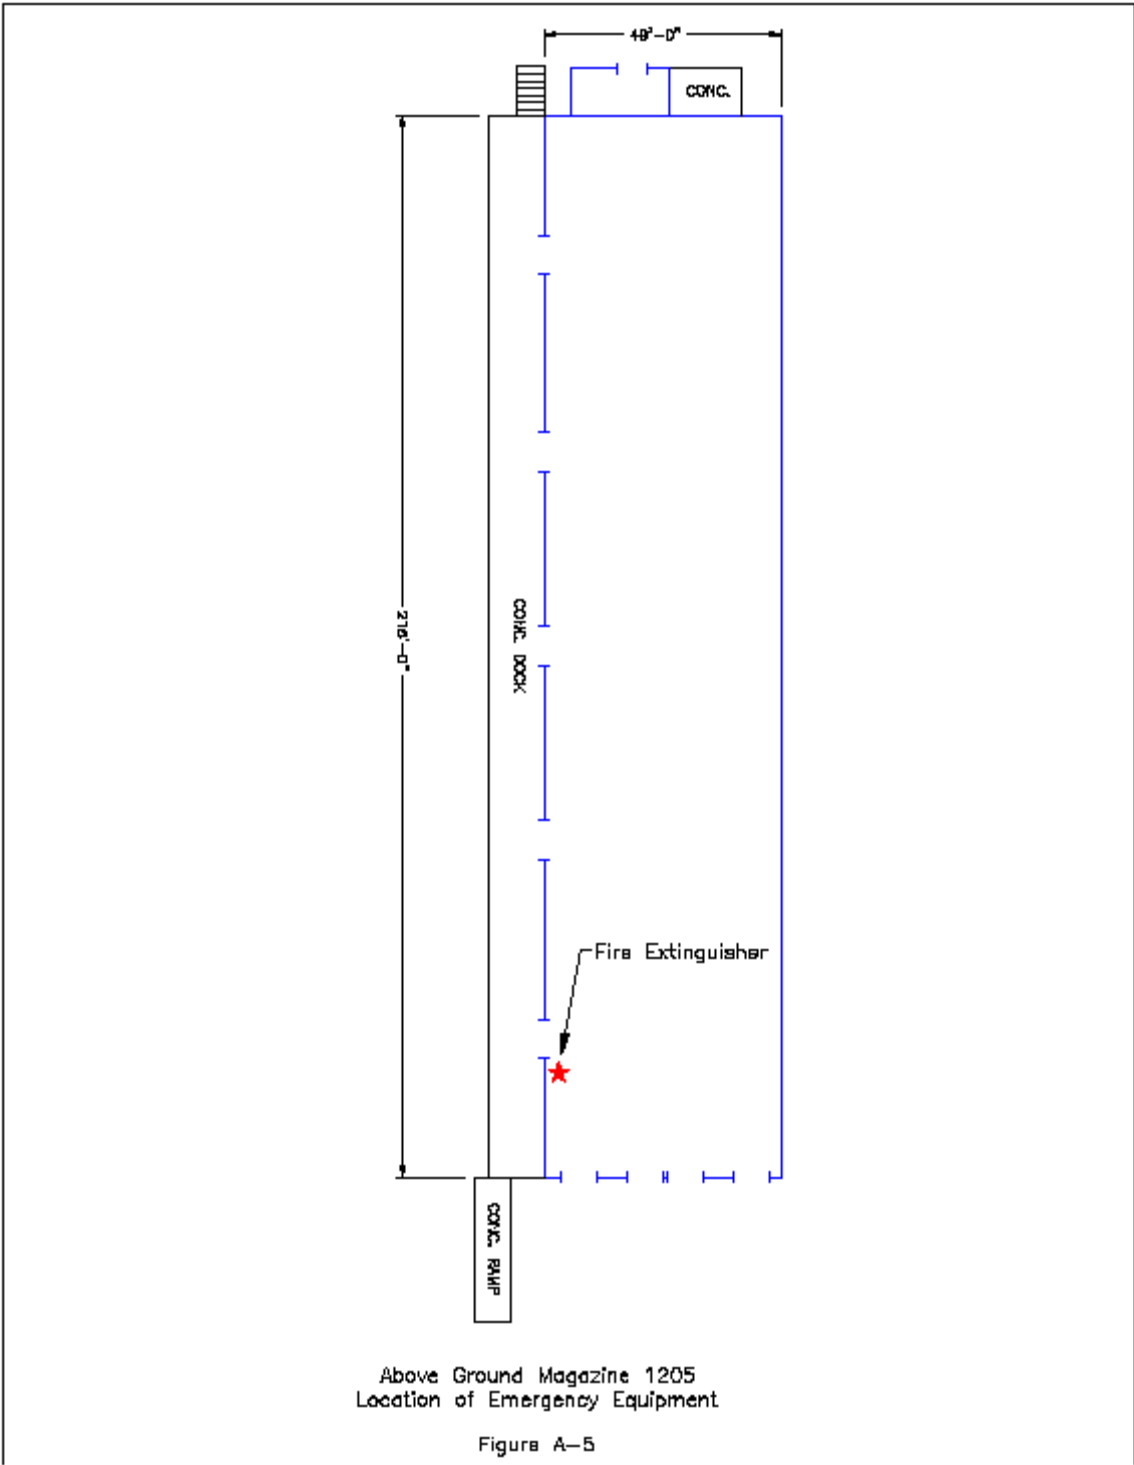 48'-0"
CONC.
216'-0"
CONC. DOCK
Fire Extinguisher
CONC. RAMP
Above Ground Magazine 1205
Location of Emergency Equipment
Figure A-5